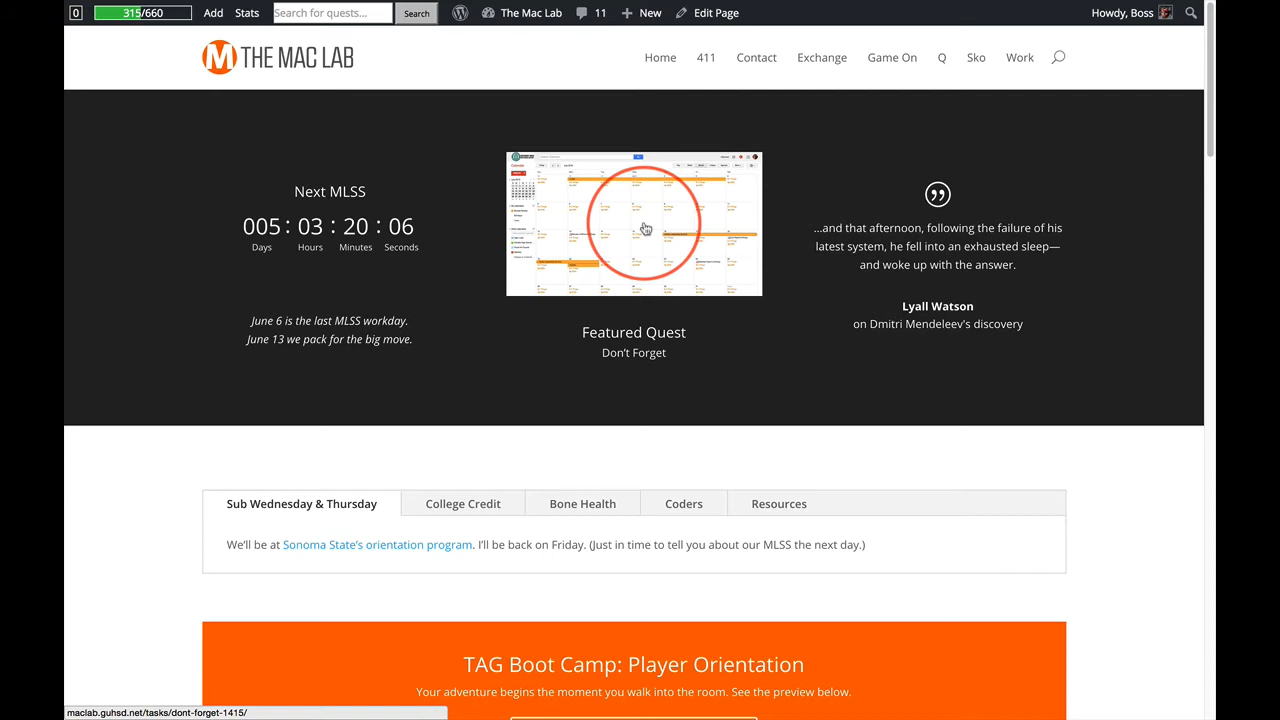 0 315/660 Add Stats Search for quests... Search The Mac Lab 11 New Edit Page Howdy, Boss
M THE MAC LAB
Home 411 Contact Exchange Game On Q Sko Work
Next MLSS
005 : 03 : 20 : 06
Days Hours Minutes Seconds
June 6 is the last MLSS workday.
June 13 we pack for the big move.
Featured Quest
Don't Forget
...and that afternoon, following the failure of his
latest system, he fell into an exhausted sleep—
and woke up with the answer.
Lyall Watson
on Dmitri Mendeleev's discovery
Sub Wednesday & Thursday College Credit Bone Health Coders Resources
We'll be at Sonoma State's orientation program. I'll be back on Friday. (Just in time to tell you about our MLSS the next day.)
TAG Boot Camp: Player Orientation
Your adventure begins the moment you walk into the room. See the preview below.
maclab.guhsd.net/tasks/dont-forget-1415/